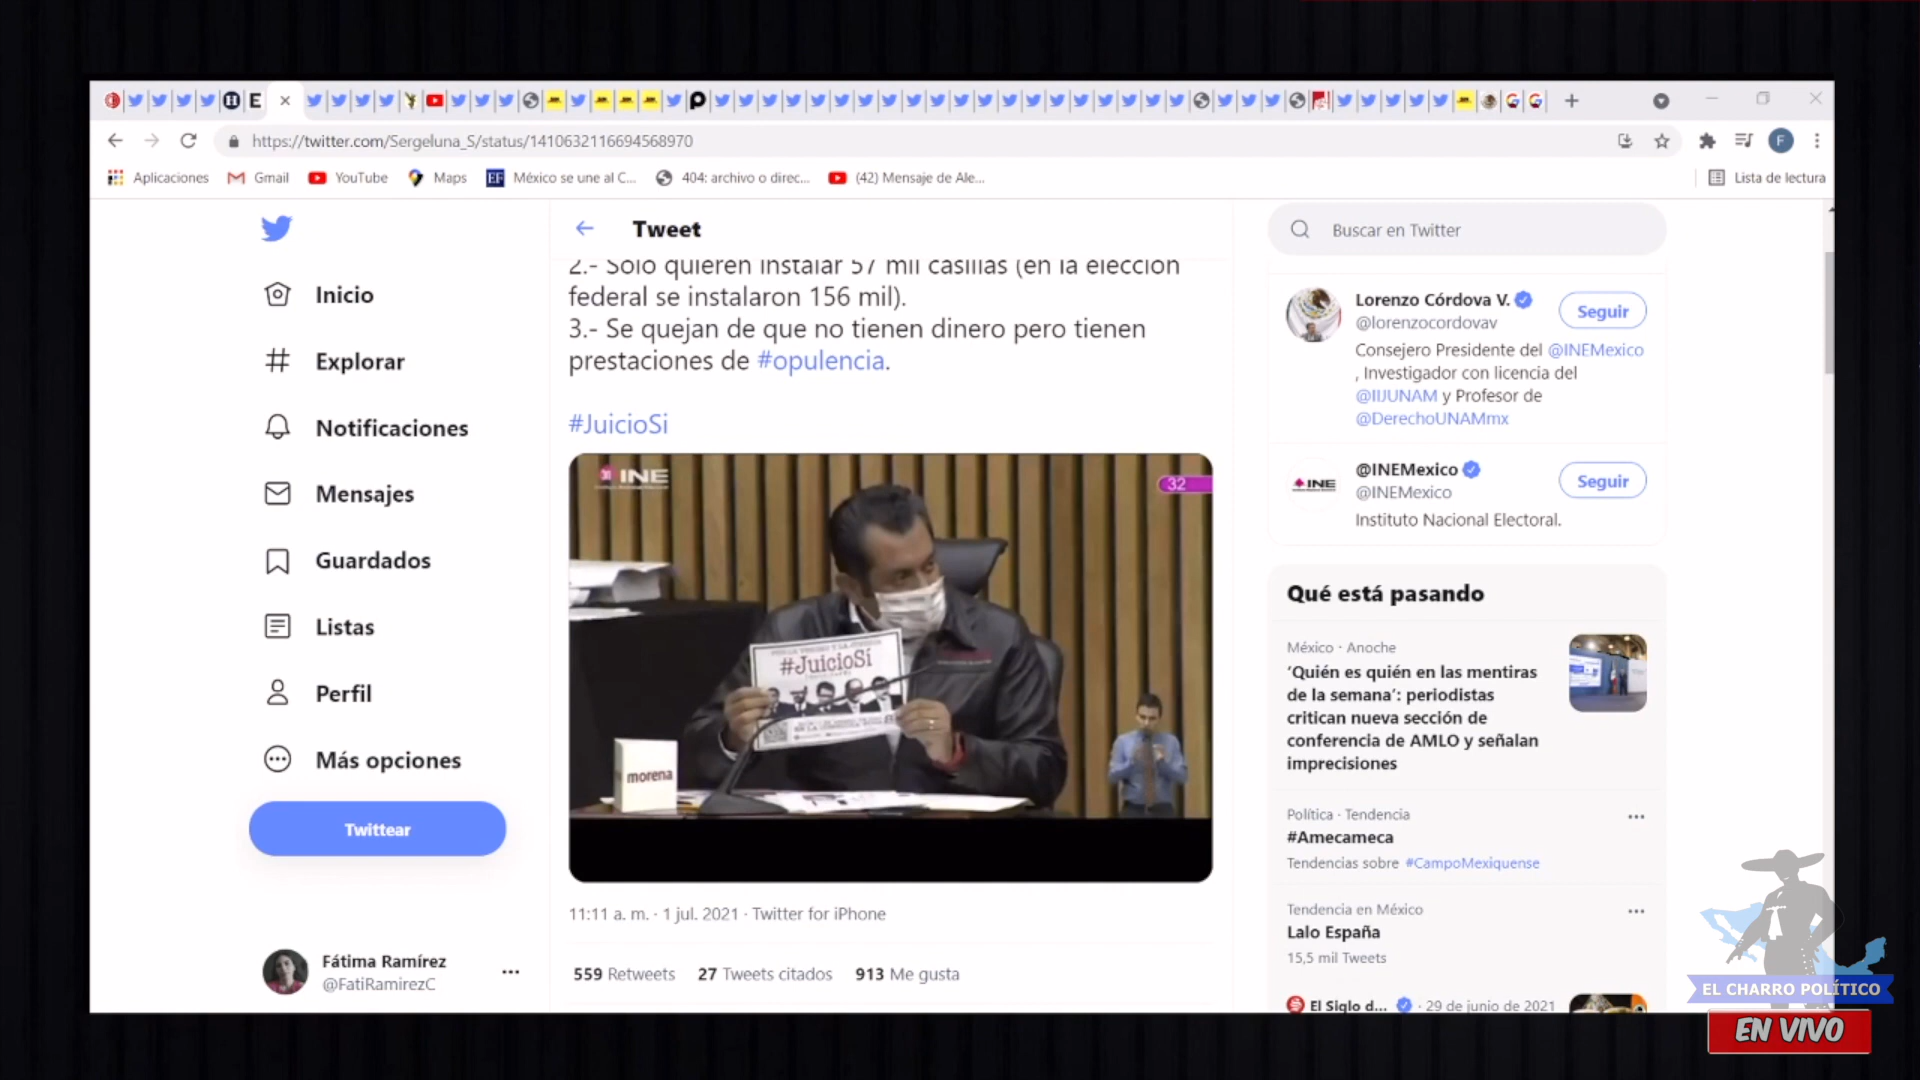 https://twitter.com/Sergeluna_S/status/1410632116694568970
Aplicaciones
Gmail
YouTube
Maps
México se une al C...
404: archivo o direc...
(42) Mensaje de Ale...
Lista de lectura
Inicio
Explorar
Notificaciones
Mensajes
Guardados
Listas
Perfil
Más opciones
Twittear
Fátima Ramírez
@FatiRamirezC
Tweet
2.- Sólo quieren instalar 57 mil casillas (en la elección
federal se instalaron 156 mil).
3.- Se quejan de que no tienen dinero pero tienen
prestaciones de #opulencia.
#JuicioSi
INE
32
#JuicioSí
morena
11:11 a. m. · 1 jul. 2021 · Twitter for iPhone
559 Retweets 27 Tweets citados 913 Me gusta
Buscar en Twitter
Lorenzo Córdova V.
@lorenzocordovav
Seguir
Consejero Presidente del @INEMexico
, Investigador con licencia del
@IIJUNAM y Profesor de
@DerechoUNAMmx
INE
@INEMexico
@INEMexico
Seguir
Instituto Nacional Electoral.
Qué está pasando
México · Anoche
‘Quién es quién en las mentiras
de la semana’: periodistas
critican nueva sección de
conferencia de AMLO y señalan
imprecisiones
Política · Tendencia
#Amecameca
Tendencias sobre #CampoMexiquense
Tendencia en México
Lalo España
15,5 mil Tweets
El Siglo d... · 29 de junio de 2021
EL CHARRO POLÍTICO
EN VIVO